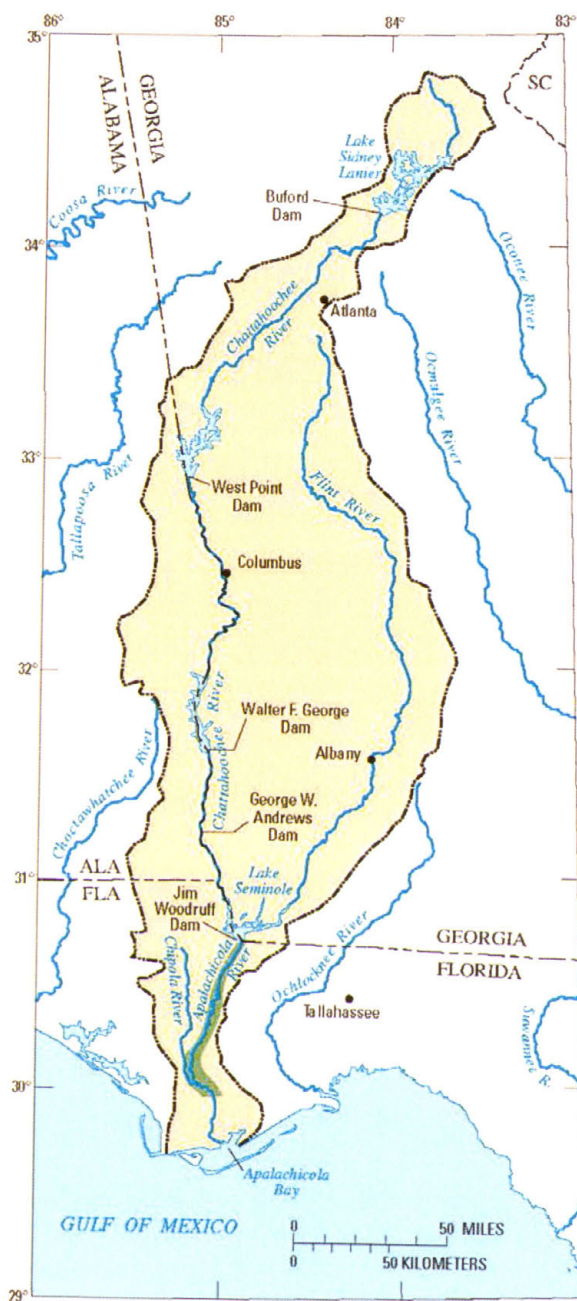 86°
85°
84°
83°
35°
GEORGIA
ALABAMA
SC
Lake
Sidney
Lanier
Buford
Dam
Coosa River
34°
Oconee River
Chattahoochee
River
Atlanta
Ocmulgee River
33°
Tallapoosa River
West Point
Dam
Flint River
Columbus
32°
Chattahoochee River
Walter F. George
Dam
Albany
Choctawhatchee River
George W.
Andrews
Dam
ALA
FLA
31°
Lake
Seminole
Jim
Woodruff
Dam
GEORGIA
FLORIDA
Chipola River
Apalachicola
River
Ochlocknee River
Tallahassee
Suwannee R.
30°
Apalachicola
Bay
GULF OF MEXICO
0 50 MILES
0 50 KILOMETERS
29°